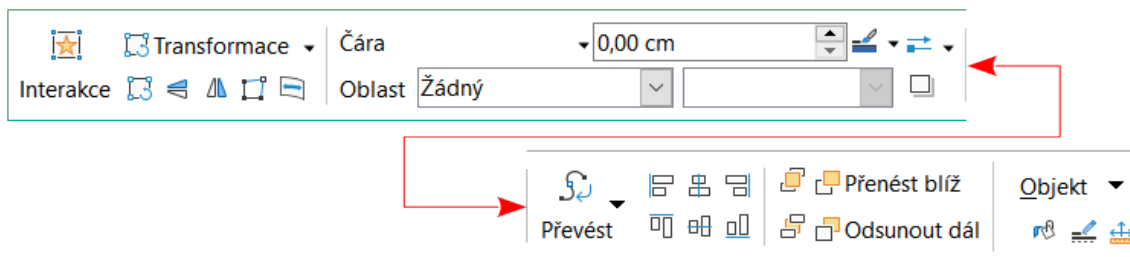 Transformace Čára 0,00 cm
Interakce Oblast Žádný
Přenést blíž Objekt
Převést Odsunout dál